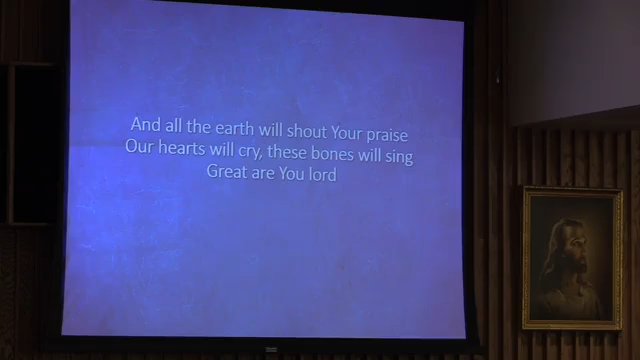 And all the earth will shout Your praise
Our hearts will cry, these bones will sing
Great are You lord